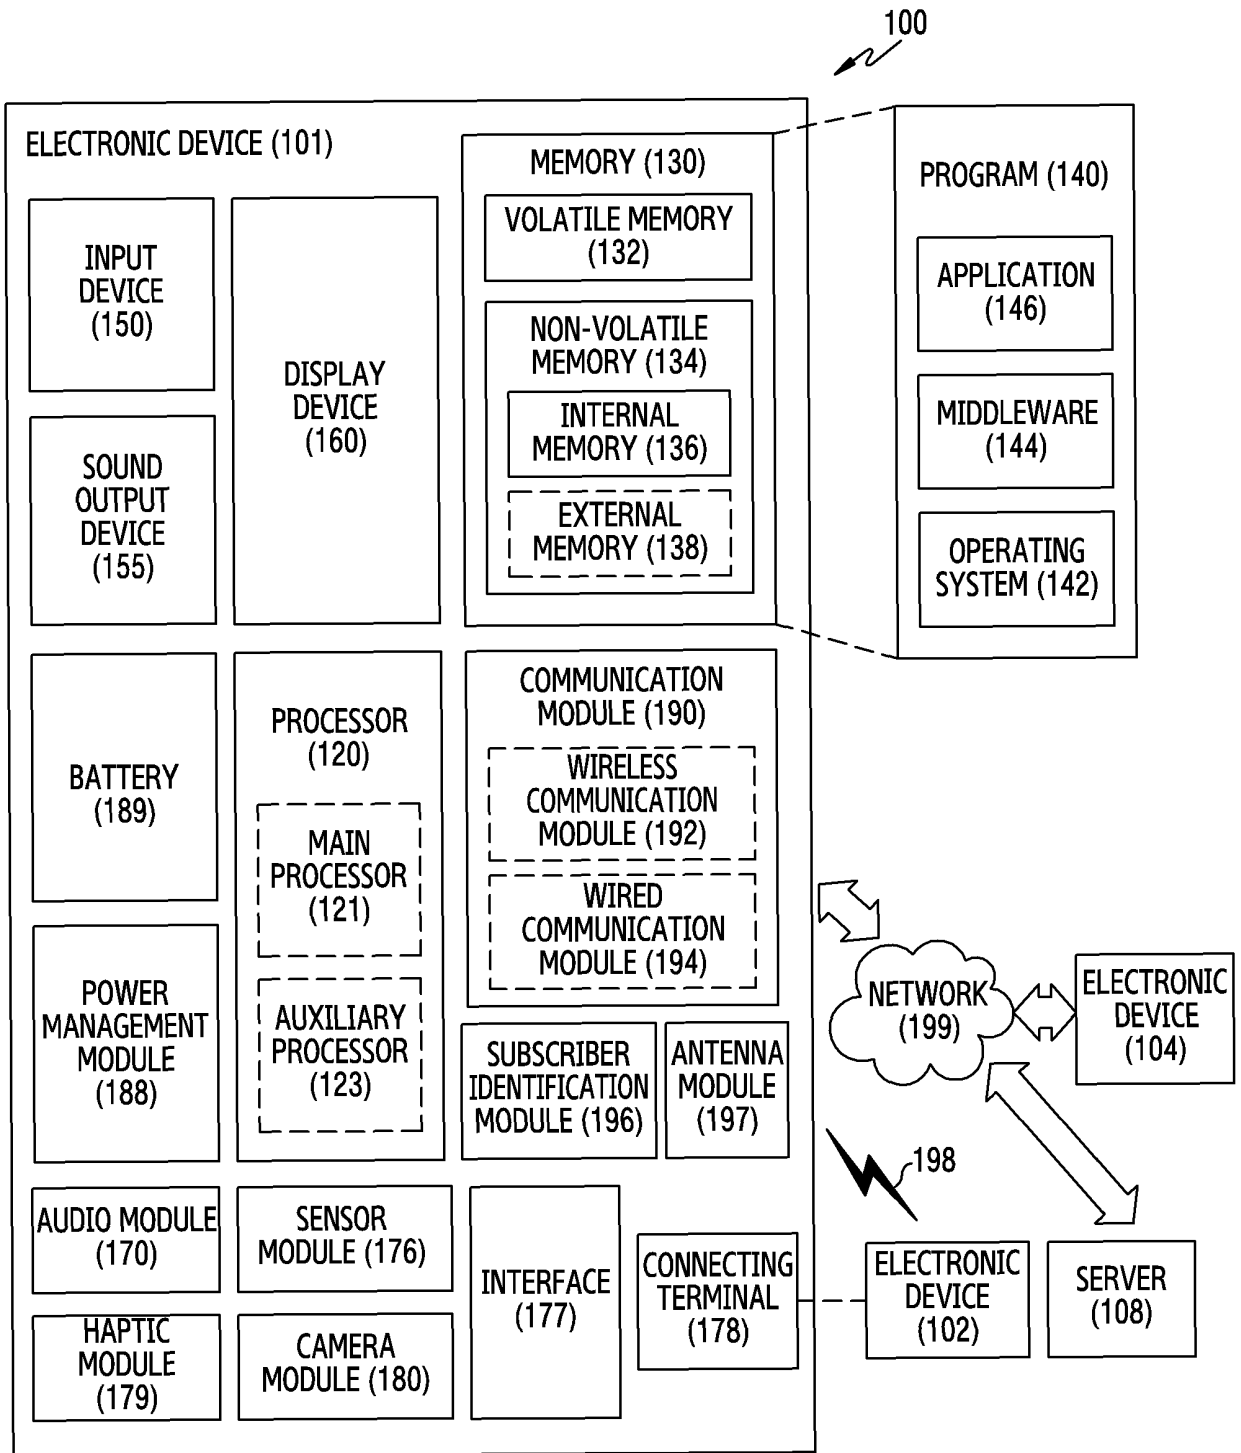 100
ELECTRONIC DEVICE (101)
INPUT
DEVICE
(150)
SOUND
OUTPUT
DEVICE
(155)
DISPLAY
DEVICE
(160)
MEMORY (130)
VOLATILE MEMORY
(132)
NON-VOLATILE
MEMORY (134)
INTERNAL
MEMORY (136)
EXTERNAL
MEMORY (138)
PROGRAM (140)
APPLICATION
(146)
MIDDLEWARE
(144)
OPERATING
SYSTEM (142)
BATTERY
(189)
POWER
MANAGEMENT
MODULE
(188)
PROCESSOR
(120)
MAIN
PROCESSOR
(121)
AUXILIARY
PROCESSOR
(123)
COMMUNICATION
MODULE (190)
WIRELESS
COMMUNICATION
MODULE (192)
WIRED
COMMUNICATION
MODULE (194)
SUBSCRIBER
IDENTIFICATION
MODULE (196)
ANTENNA
MODULE
(197)
NETWORK
(199)
ELECTRONIC
DEVICE
(104)
198
AUDIO MODULE
(170)
SENSOR
MODULE (176)
HAPTIC
MODULE
(179)
CAMERA
MODULE (180)
INTERFACE
(177)
CONNECTING
TERMINAL
(178)
ELECTRONIC
DEVICE
(102)
SERVER
(108)